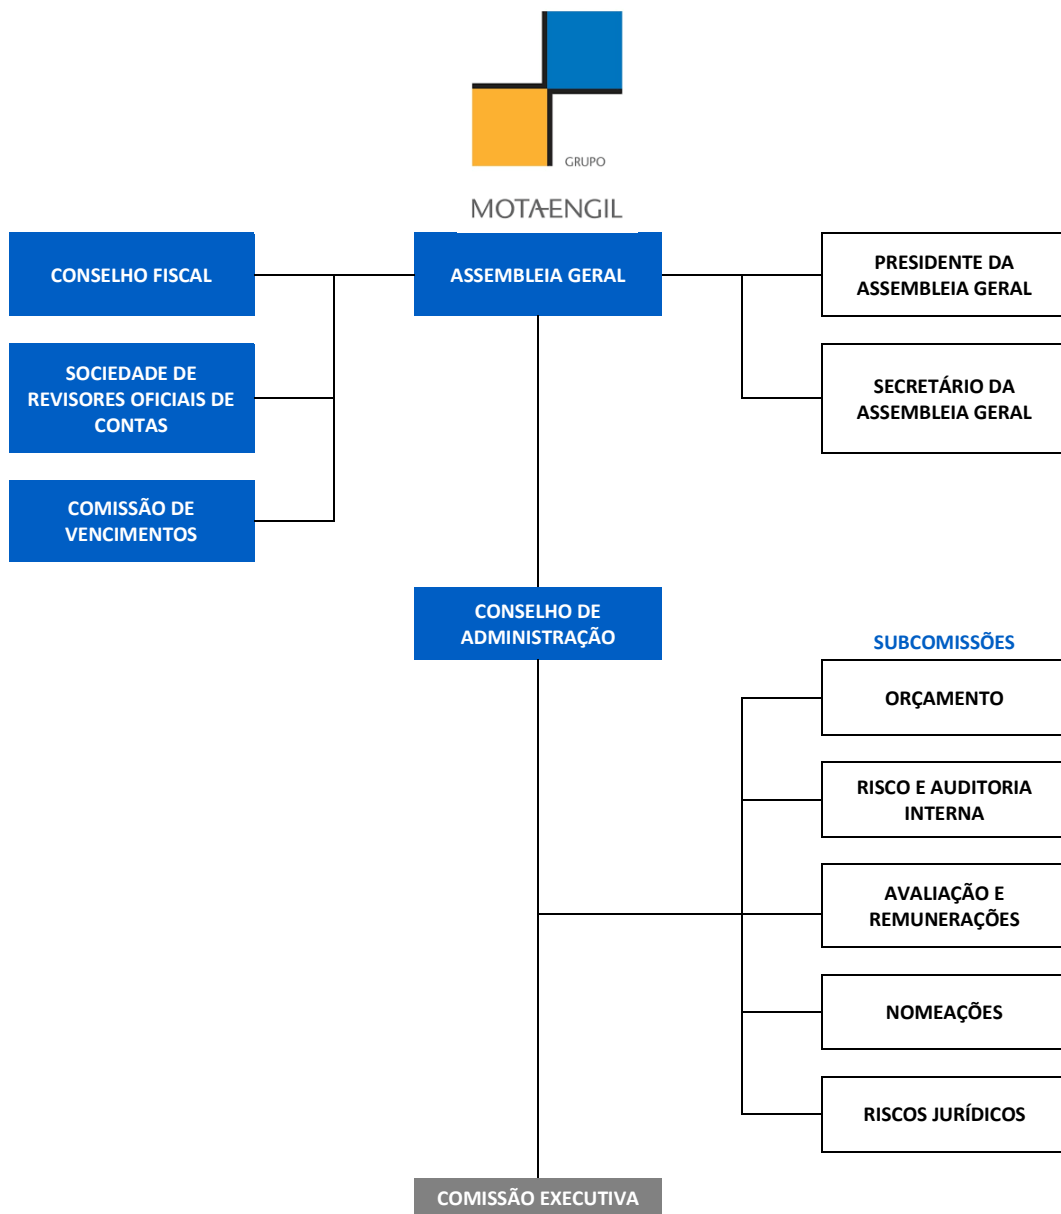 GRUPO
MOTA-ENGIL
CONSELHO FISCAL
ASSEMBLEIA GERAL
PRESIDENTE DA
ASSEMBLEIA GERAL
SOCIEDADE DE
REVISORES OFICIAIS DE
CONTAS
SECRETÁRIO DA
ASSEMBLEIA GERAL
COMISSÃO DE
VENCIMENTOS
CONSELHO DE
ADMINISTRAÇÃO
SUBCOMISSÕES
ORÇAMENTO
RISCO E AUDITORIA
INTERNA
AVALIAÇÃO E
REMUNERAÇÕES
NOMEAÇÕES
RISCOS JURÍDICOS
COMISSÃO EXECUTIVA